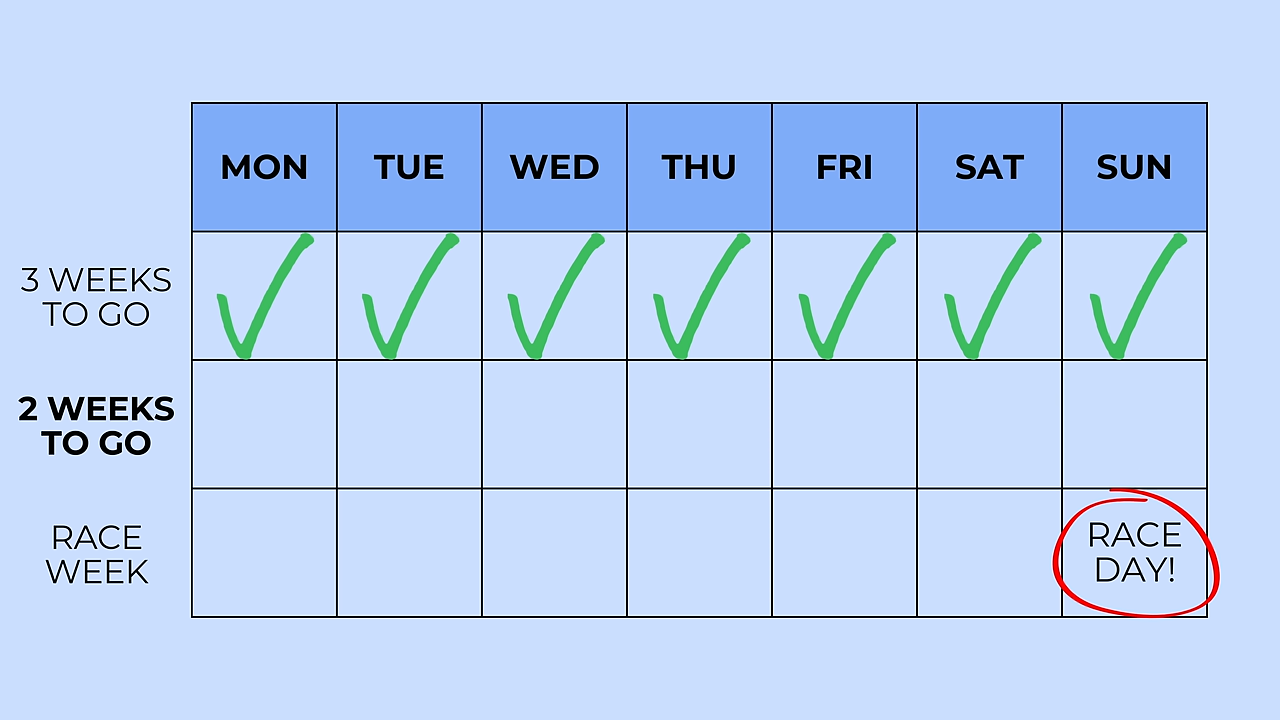 MON TUE WED THU FRI SAT SUN
3 WEEKS
TO GO
2 WEEKS
TO GO
RACE
WEEK
RACE
DAY!